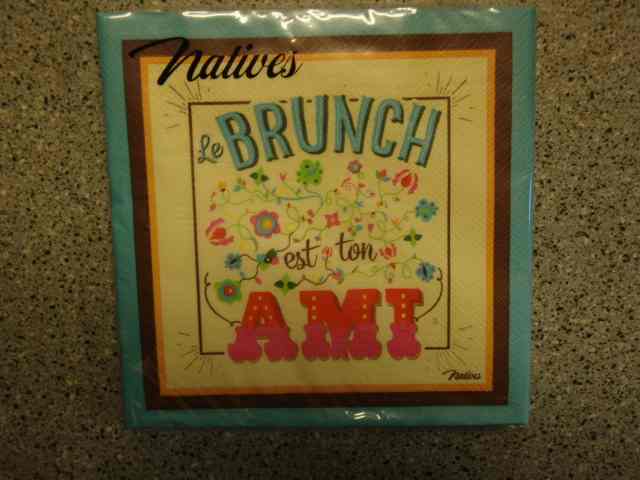 Natives
Le BRUNCH
est ton
AMI
Natives